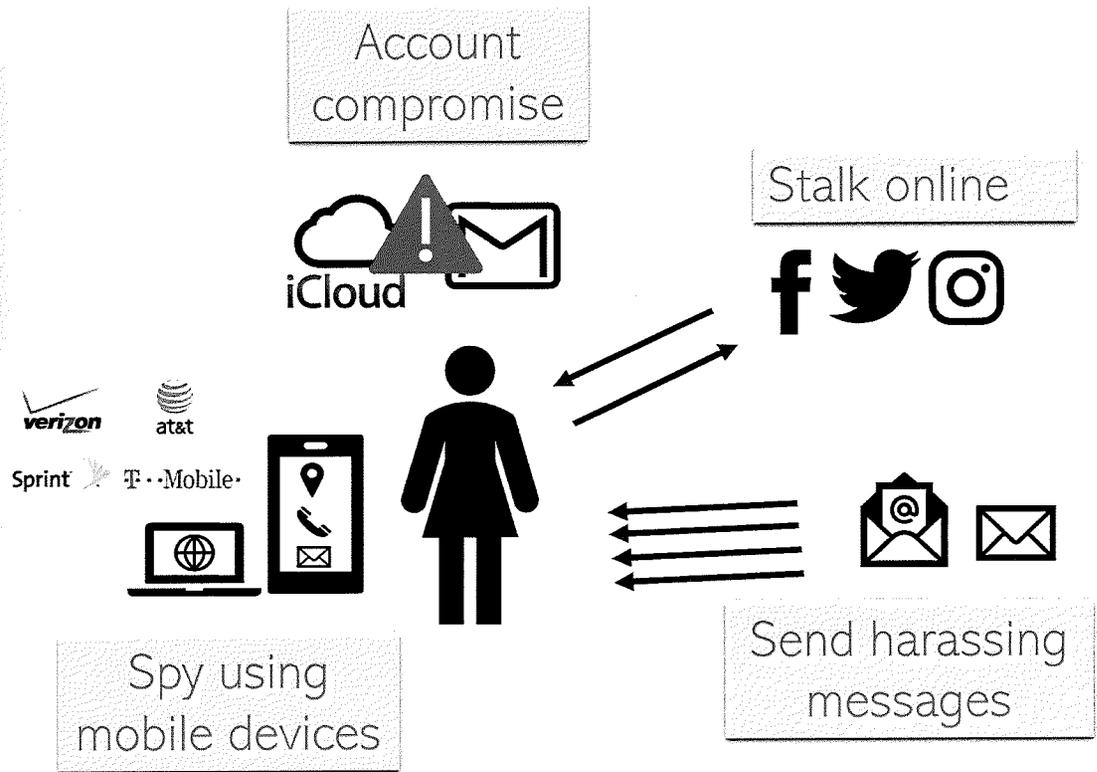 Account
compromise
Stalk online
iCloud
verizon
at&t
Sprint
T··Mobile·
@
Send harassing
messages
Spy using
mobile devices